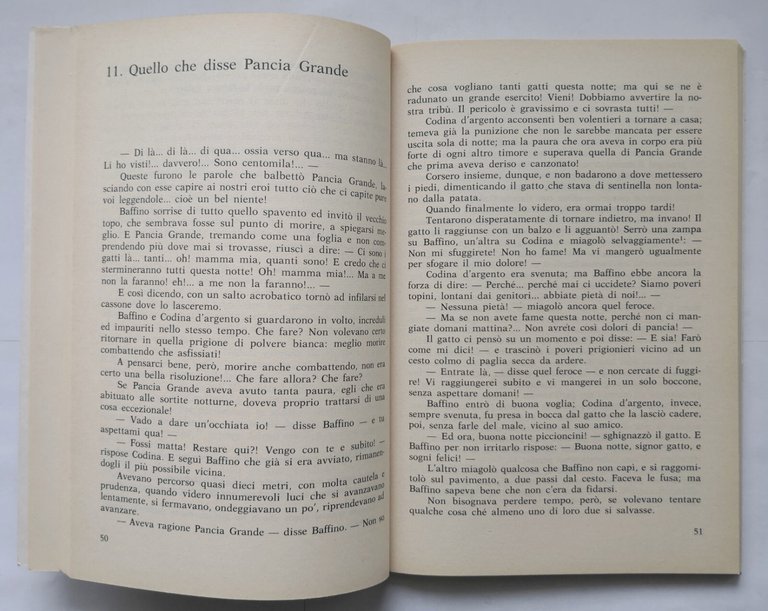 11. Quello che disse Pancia Grande
— Di là... di là... di qua... ossia verso qua... ma stanno là...
Li ho visti!... davvero!... Sono centomila!... —
Queste furono le parole che balbettò Pancia Grande, la-
sciando con esse capire ai nostri eroi tutto ciò che ci capite pure
voi leggendole... cioè un bel niente!
Baffino sorrise di tutto quello spavento ed invitò il vecchio
topo, che sembrava fosse sul punto di morire, a spiegarsi me-
glio. E Pancia Grande, tremando come una foglia e non com-
prendendo più dove mai si trovasse, riuscì a dire: — Ci sono i
gatti là... tanti... oh! mamma mia, quanti sono! E credo che ci
stermineranno tutti questa notte! Oh! mamma mia!... Ma a me
non la faranno! eh!... a me non la faranno!... —
E così dicendo, con un salto acrobatico tornò ad infilarsi nel
cassone dove lo lasceremo.
Baffino e Codina d'argento si guardarono in volto, increduli
ed impauriti nello stesso tempo. Che fare? Non volevano certo
ritornare in quella prigione di polvere bianca: meglio morire
combattendo che asfissiati!
A pensarci bene, però, morire anche combattendo, non era
certo una bella risoluzione!... Che fare allora? Che fare?
Se Pancia Grande aveva avuto tanta paura, egli che era
abituato alle sortite notturne, doveva proprio trattarsi di una
cosa eccezionale!
— Vado a dare un'occhiata io! — disse Baffino — e tu
aspettami qua! —
— Fossi matta! Restare qui?! Vengo con te e subito! —
rispose Codina. E seguì Baffino che già si era avviato, rimanen-
dogli il più possibile vicina.
Avevano percorso quasi dieci metri, con molta cautela e
prudenza, quando videro innumerevoli luci che si avanzavano
lentamente, si fermavano, ondeggiavano un po', riprendevano ad
avanzare.
— Aveva ragione Pancia Grande — disse Baffino. — Non so
50
che cosa vogliano tanti gatti questa notte; ma qui se ne è
radunato un grande esercito! Vieni! Dobbiamo avvertire la no-
stra tribù. Il pericolo è gravissimo e ci sovrasta tutti! —
Codina d'argento acconsentì ben volentieri a tornare a casa;
temeva già la punizione che non le sarebbe mancata per essere
uscita sola di notte; ma la paura che ora aveva in corpo era più
forte di ogni altro timore e superava quella di Pancia Grande
che prima aveva deriso e canzonato!
Corsero insieme, dunque, e non badarono a dove mettessero
i piedi, dimenticando il gatto che stava di sentinella non lonta-
no dalla patata.
Quando finalmente lo videro, era ormai troppo tardi!
Tentarono disperatamente di tornare indietro, ma invano! Il
gatto li raggiunse con un balzo e li agguantò! Serrò una zampa
su Baffino, un'altra su Codina e miagolò selvaggiamente¹: —
Non mi sfuggirete! Non ho fame! Ma vi mangerò ugualmente
per sfogare il mio dolore! —
Codina d'argento era svenuta; ma Baffino ebbe ancora la
forza di dire: — Perché... perché mai ci uccidete? Siamo poveri
topini, lontani dai genitori... abbiate pietà di noi!... —
— Nessuna pietà! — miagolò ancora quel feroce.
— Ma se non avete fame questa notte, perché non ci man-
giate domani mattina?... Non avrete così dolori di pancia! —
Il gatto ci pensò su un momento e poi disse: — E sia! Farò
come mi dici! — e trascinò i poveri prigionieri vicino ad un
cesto colmo di paglia secca da ardere.
— Entrate là, — disse quel feroce — e non cercate di fuggi-
re! Vi raggiungerei subito e vi mangerei in un solo boccone,
senza aspettare domani! —
Baffino entrò di buona voglia; Codina d'argento, invece,
sempre svenuta, fu presa in bocca dal gatto che la lasciò cadere,
poi, senza farle del male, vicino al suo amico.
— Ed ora, buona notte piccioncini! — sghignazzò il gatto. E
Baffino per non irritarlo rispose: — Buona notte, signor gatto, e
sogni felici! —
L'altro miagolò qualcosa che Baffino non capì, e si raggomi-
tolò sul pavimento, a due passi dal cesto. Faceva le fusa; ma
Baffino sapeva bene che non c'era da fidarsi.
Non bisognava perdere tempo, però, se volevano tentare
qualche cosa ché almeno uno di loro due si salvasse.
51